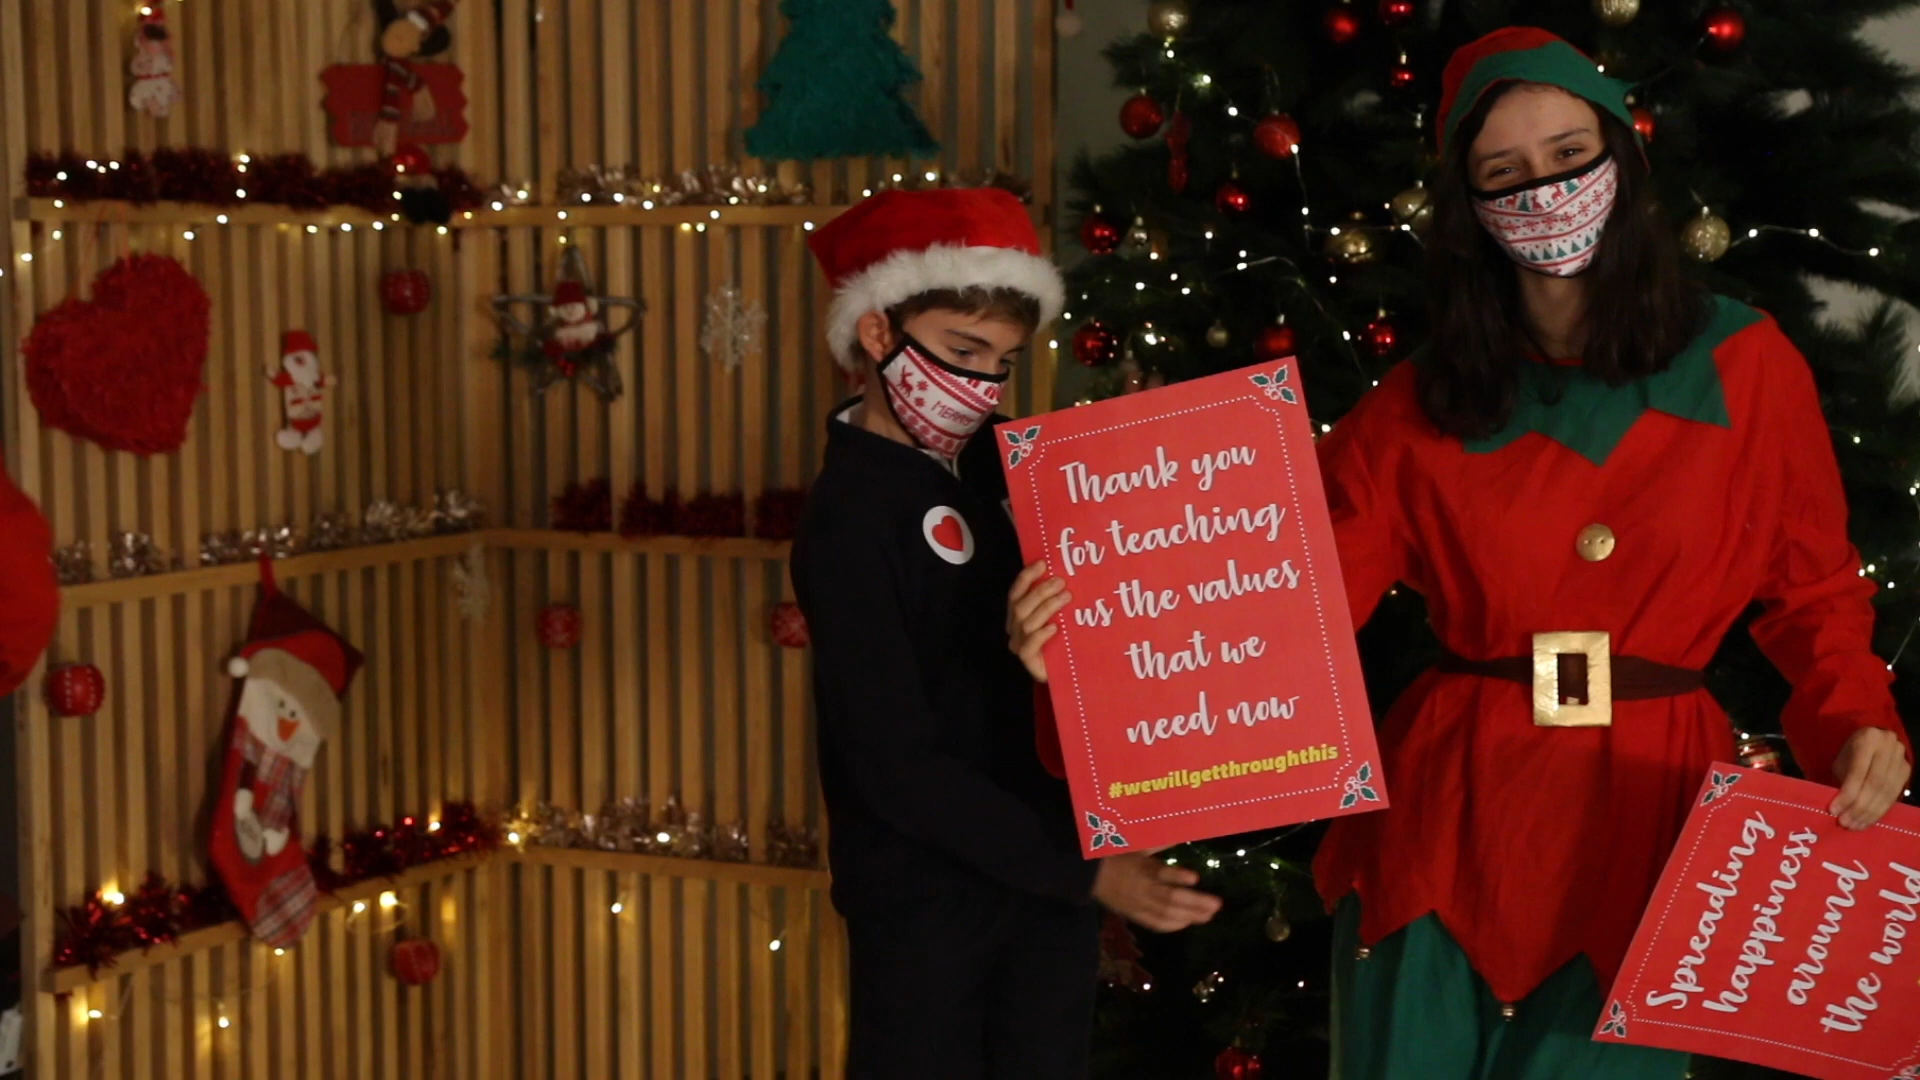 Thank you
for teaching
us the values
that we
need now
#wewillgetthroughthis
Spreading
happiness
around
the world